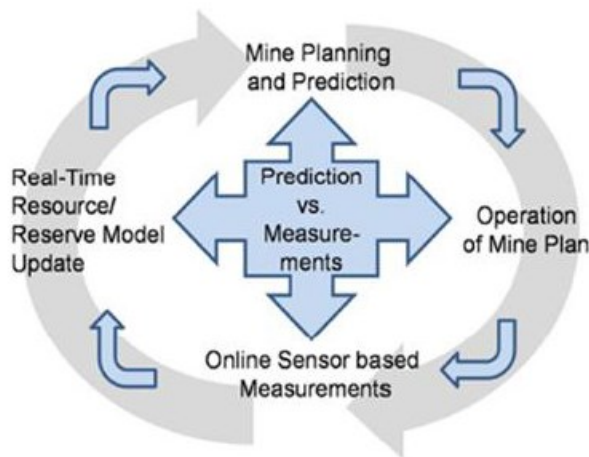 Mine Planning
and Prediction
Real-Time
Resource/
Reserve Model
Update
Prediction
vs.
Measure-
ments
Operation
of Mine Plan
Online Sensor based
Measurements